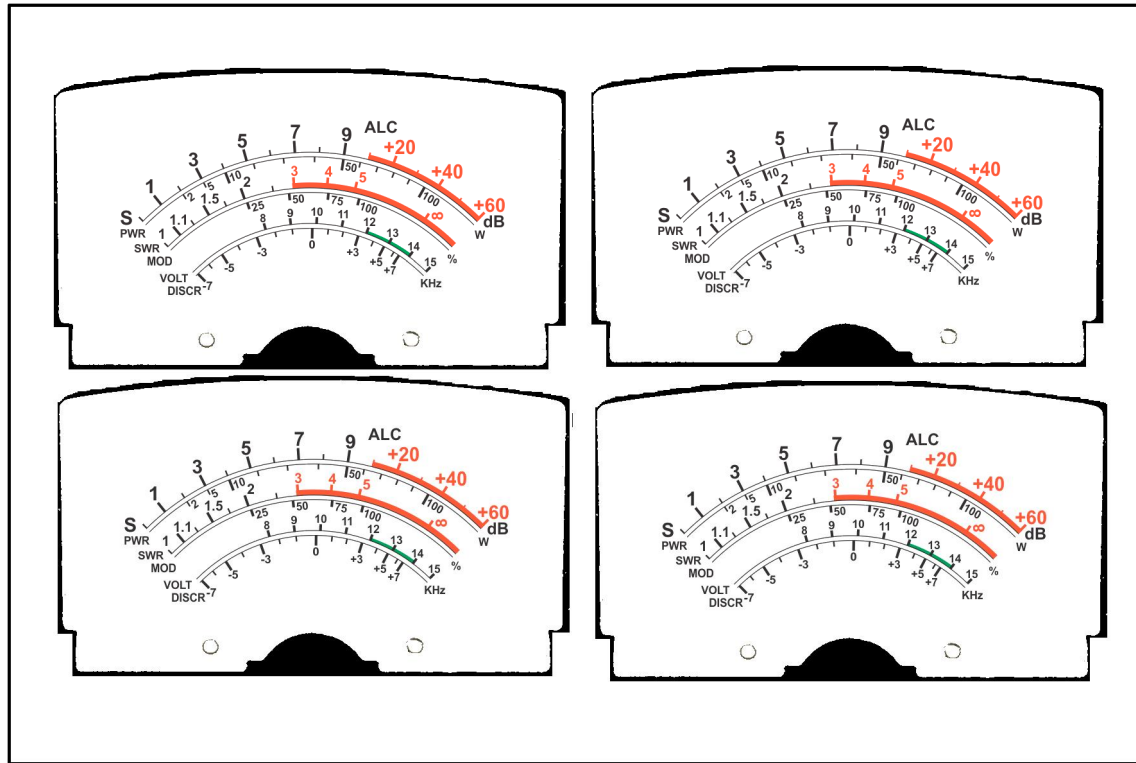 ALC
1 3 5 7 9 +20 +40 +60
S dB
PWR 2 5 10 50 100 W
1 1.1 1.5 2 3 4 5 ∞
SWR
MOD 25 50 75 100 %
8 9 10 11 12 13 14 15
VOLT
DISCR -7 -5 -3 0 +3 +5 +7 KHz
ALC
1 3 5 7 9 +20 +40 +60
S dB
PWR 2 5 10 50 100 W
1 1.1 1.5 2 3 4 5 ∞
SWR
MOD 25 50 75 100 %
8 9 10 11 12 13 14 15
VOLT
DISCR -7 -5 -3 0 +3 +5 +7 KHz
ALC
1 3 5 7 9 +20 +40 +60
S dB
PWR 2 5 10 50 100 W
1 1.1 1.5 2 3 4 5 ∞
SWR
MOD 25 50 75 100 %
8 9 10 11 12 13 14 15
VOLT
DISCR -7 -5 -3 0 +3 +5 +7 KHz
ALC
1 3 5 7 9 +20 +40 +60
S dB
PWR 2 5 10 50 100 W
1 1.1 1.5 2 3 4 5 ∞
SWR
MOD 25 50 75 100 %
8 9 10 11 12 13 14 15
VOLT
DISCR -7 -5 -3 0 +3 +5 +7 KHz